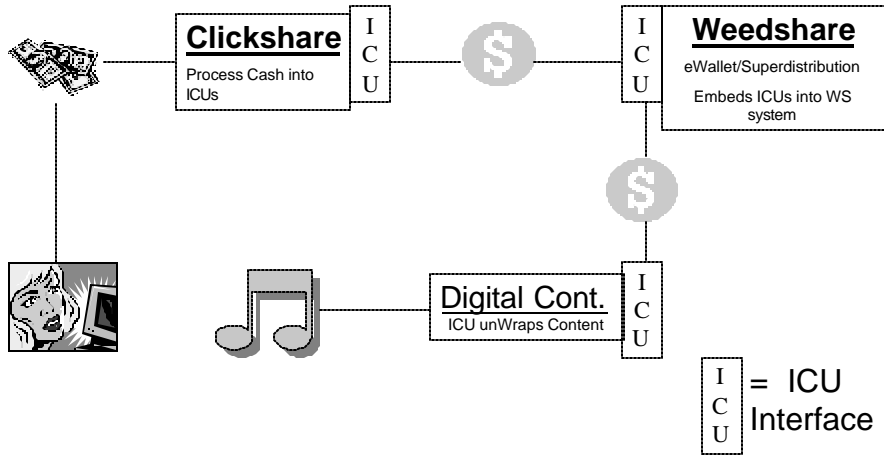 Clickshare
Process Cash into
ICUs
I
C
U
$
I
C
U
Weedshare
eWallet/Superdistribution
Embeds ICUs into WS
system
$
Digital Cont.
ICU unWraps Content
I
C
U
I
C
U
= ICU
Interface